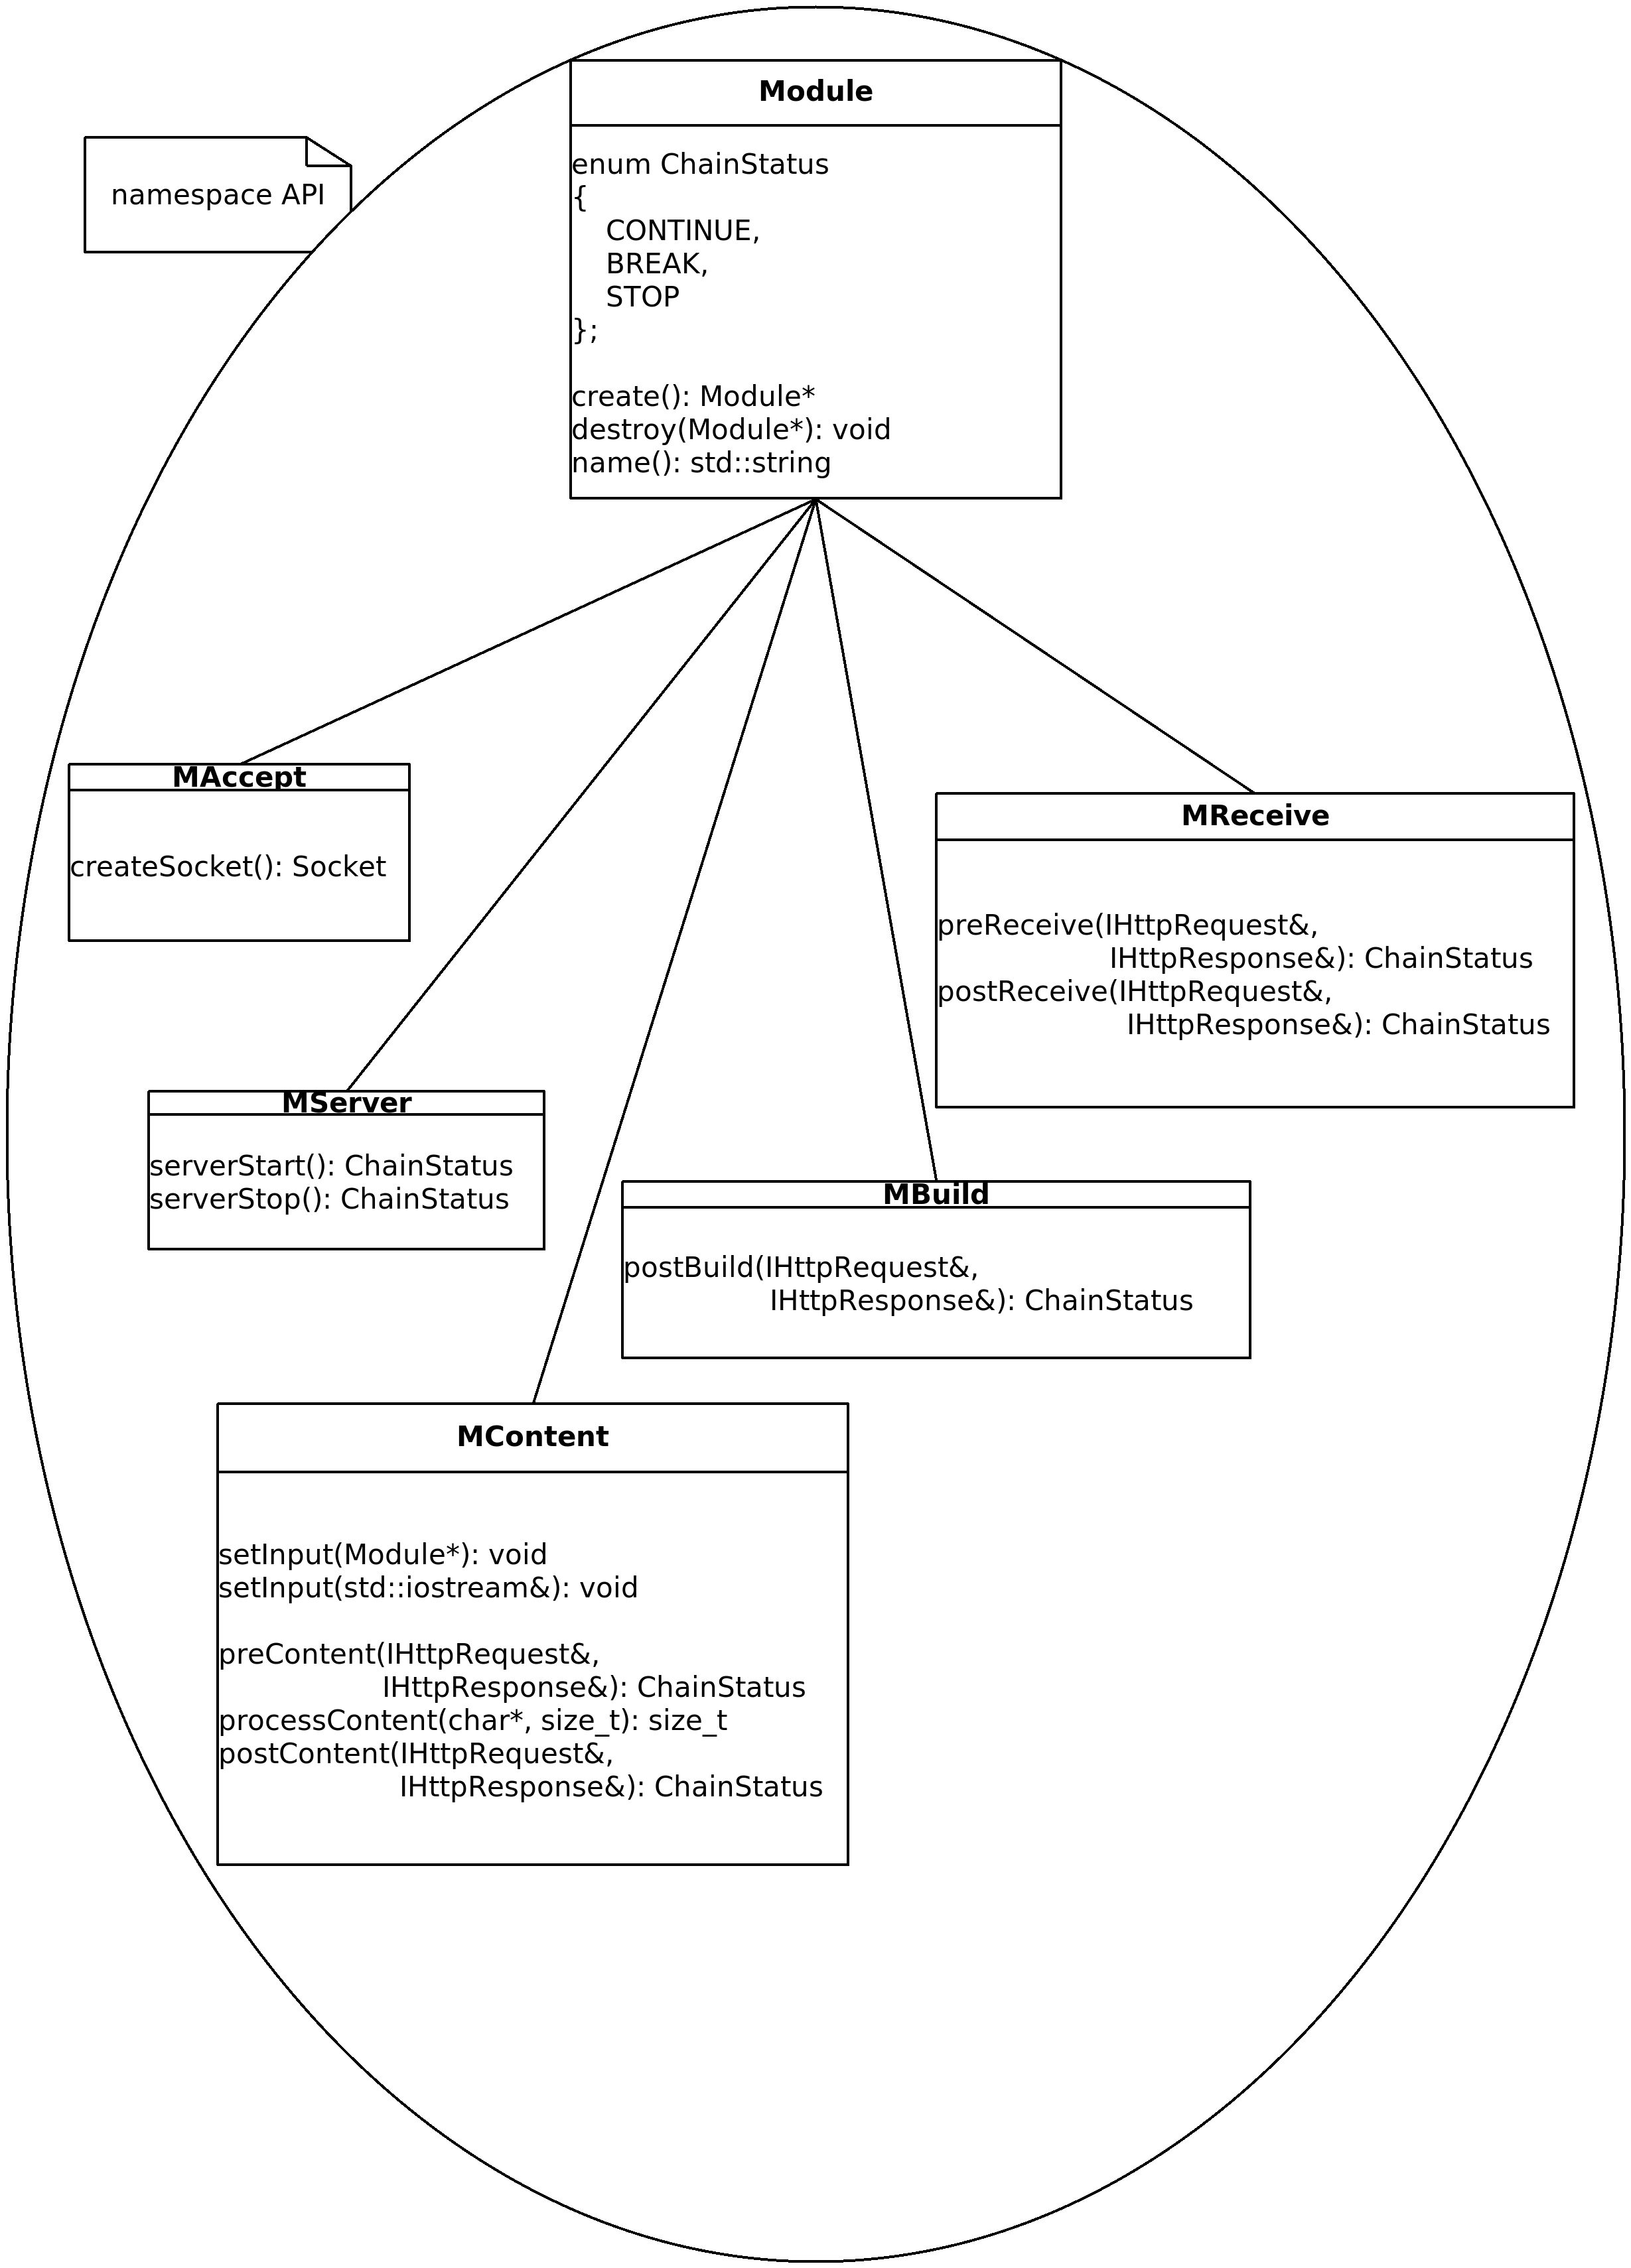 Module
namespace API
enum ChainStatus
{
CONTINUE,
BREAK,
STOP
};
create(): Module*
destroy(Module*): void
name(): std::string
MAccept
createSocket(): Socket
MReceive
preReceive(IHttpRequest&,
IHttpResponse&): ChainStatus
postReceive(IHttpRequest&,
IHttpResponse&): ChainStatus
MServer
serverStart(): ChainStatus
serverStop(): ChainStatus
MBuild
postBuild(IHttpRequest&,
IHttpResponse&): ChainStatus
MContent
setInput(Module*): void
setInput(std::iostream&): void
preContent(IHttpRequest&,
IHttpResponse&): ChainStatus
processContent(char*, size_t): size_t
postContent(IHttpRequest&,
IHttpResponse&): ChainStatus